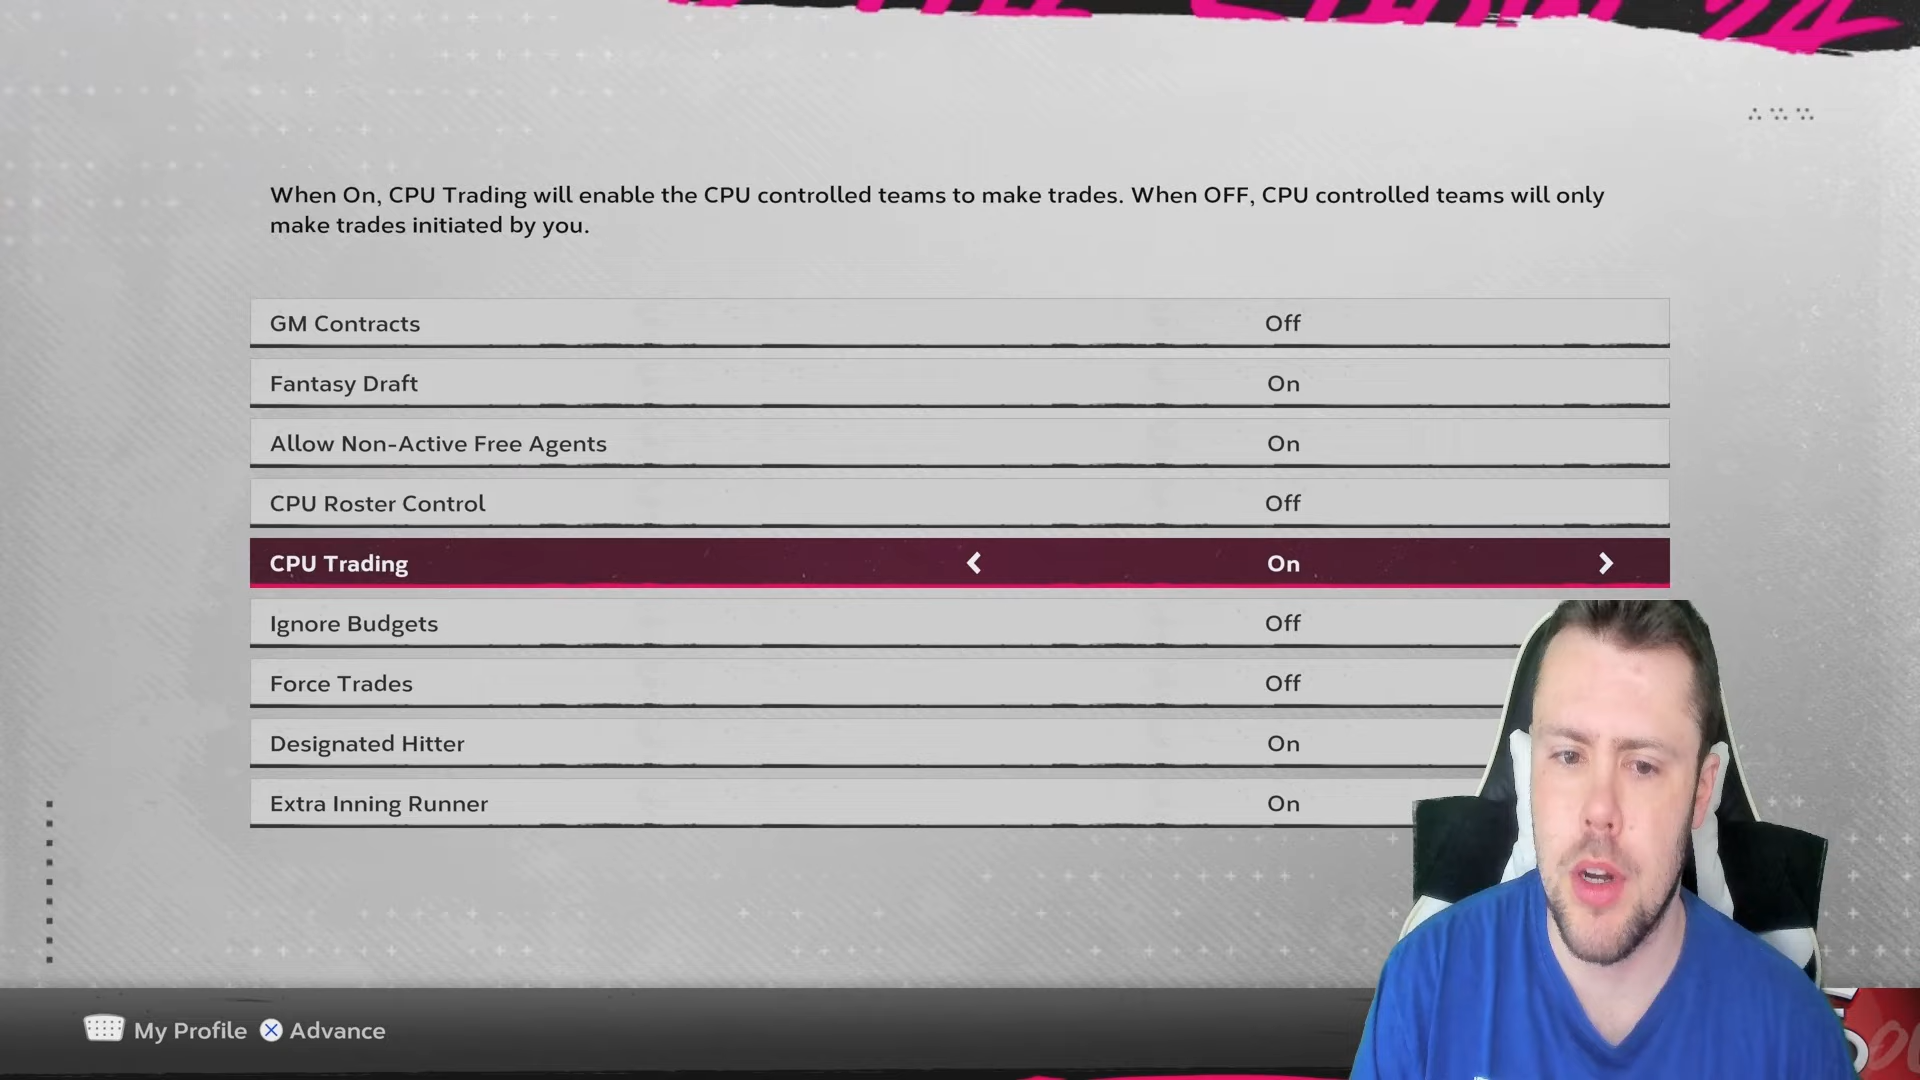 THE SHOW 24
When On, CPU Trading will enable the CPU controlled teams to make trades. When OFF, CPU controlled teams will only
make trades initiated by you.
GM Contracts Off
Fantasy Draft On
Allow Non-Active Free Agents On
CPU Roster Control Off
CPU Trading On
Ignore Budgets Off
Force Trades Off
Designated Hitter On
Extra Inning Runner On
My Profile Advance